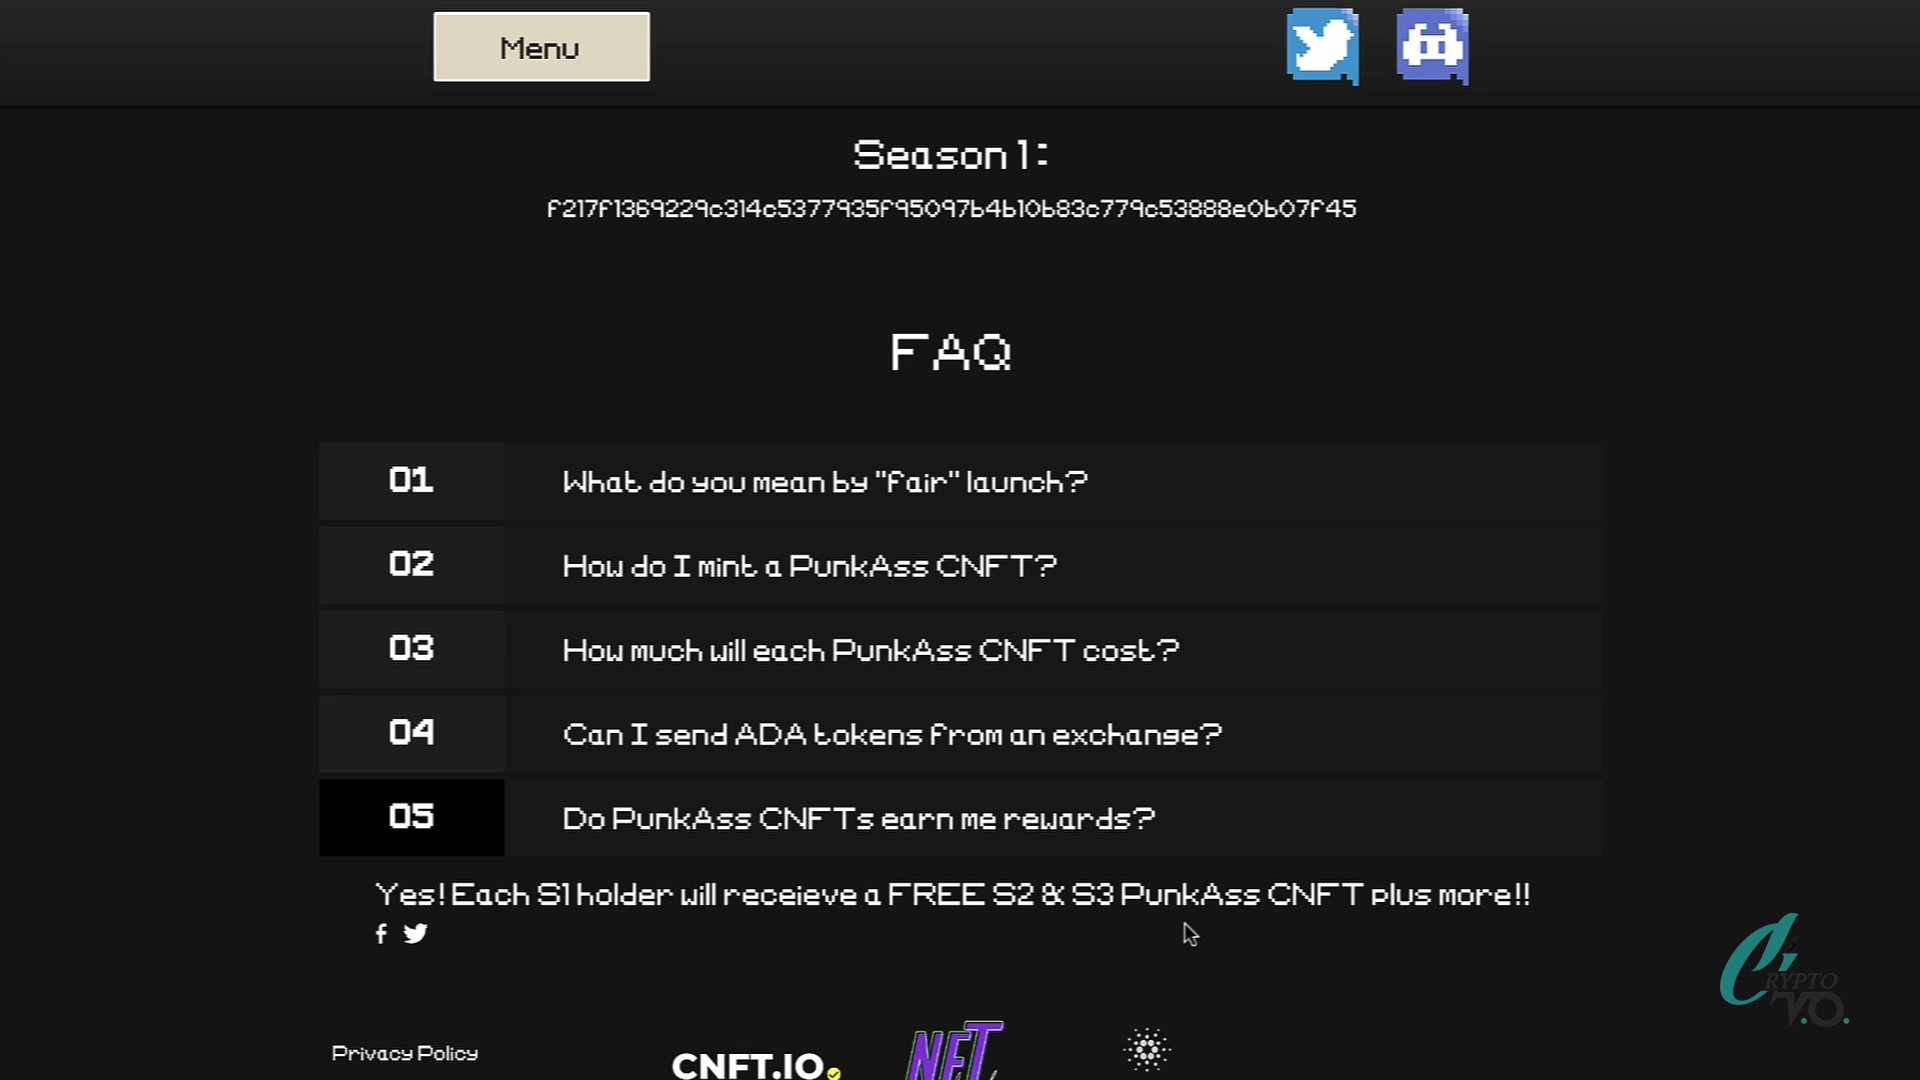 Menu
Season 1:
f217f1369229c314c5377935f95097b4b10b83c779c53888e0b07f45
FAQ
01 What do you mean by "fair" launch?
02 How do I mint a PunkAss CNFT?
03 How much will each PunkAss CNFT cost?
04 Can I send ADA tokens from an exchange?
05 Do PunkAss CNFTs earn me rewards?
Yes! Each S1 holder will receieve a FREE S2 & S3 PunkAss CNFT plus more!!
Privacy Policy
CNFT.IO
NFT
CRYPTO
V.O.